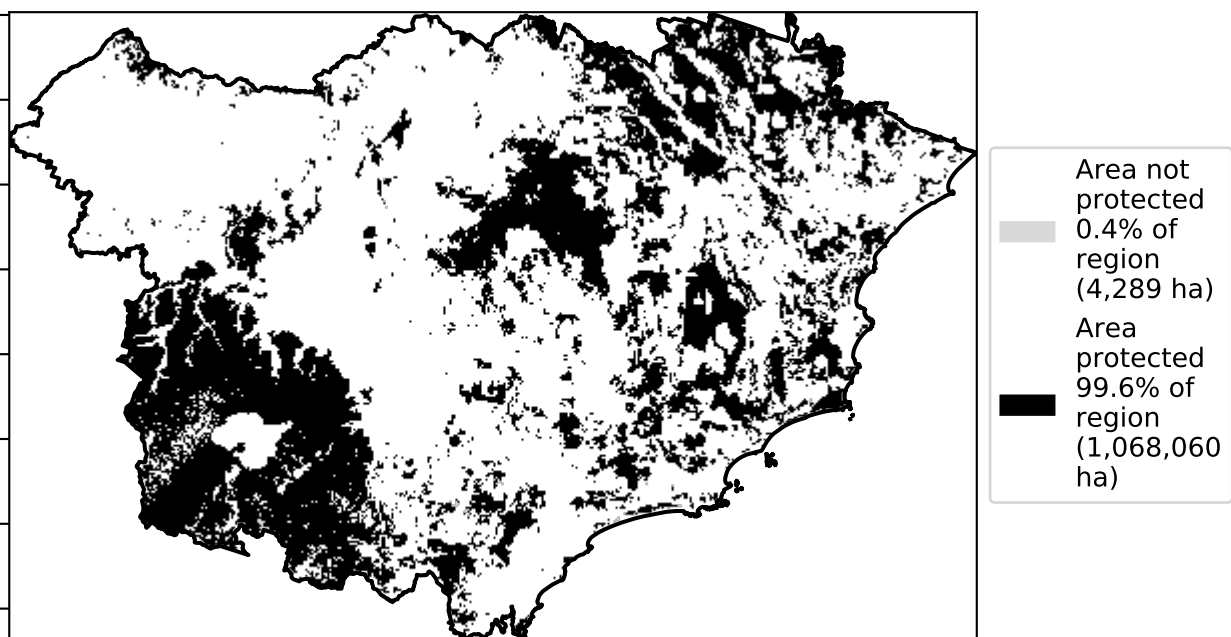 Area not
protected
0.4% of
region
(4,289 ha)
Area
protected
99.6% of
region
(1,068,060
ha)